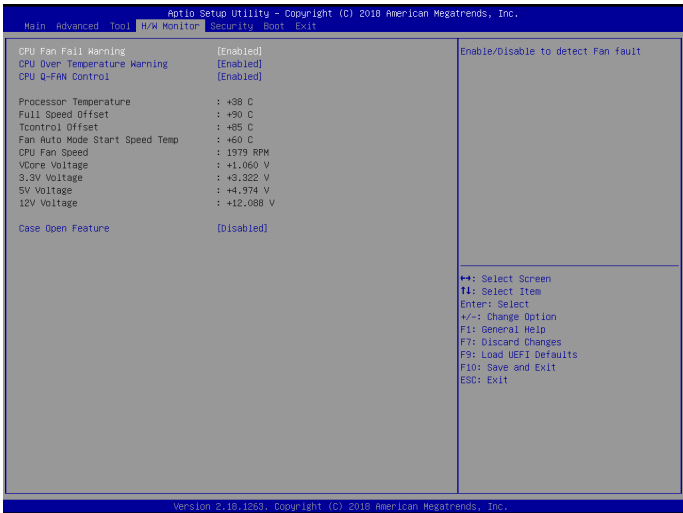 Aptio Setup Utility – Copyright (C) 2018 American Megatrends, Inc.
Main Advanced Tool H/W Monitor Security Boot Exit
CPU Fan Fail Warning [Enabled]
CPU Over Temperature Warning [Enabled]
CPU Q-FAN Control [Enabled]
Processor Temperature : +38 C
Full Speed Offset : +90 C
Tcontrol Offset : +85 C
Fan Auto Mode Start Speed Temp : +60 C
CPU Fan Speed : 1979 RPM
VCore Voltage : +1.060 V
3.3V Voltage : +3.322 V
5V Voltage : +4.974 V
12V Voltage : +12.088 V
Case Open Feature [Disabled]
Enable/Disable to detect Fan fault
↔: Select Screen
↑↓: Select Item
Enter: Select
+/-: Change Option
F1: General Help
F7: Discard Changes
F9: Load UEFI Defaults
F10: Save and Exit
ESC: Exit
Version 2.18.1263. Copyright (C) 2018 American Megatrends, Inc.